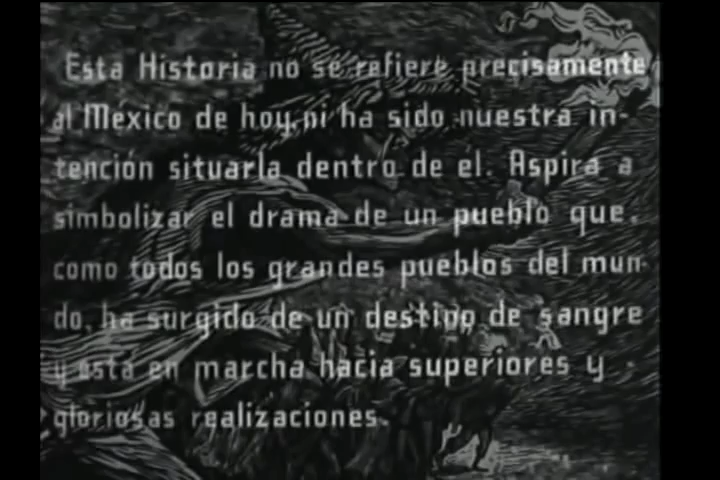 Esta Historia no se refiere precisamente
al México de hoy, ni ha sido nuestra in-
tención situarla dentro de él. Aspira a
simbolizar el drama de un pueblo que,
como todos los grandes pueblos del mun-
do, ha surgido de un destino de sangre
y está en marcha hacia superiores y
gloriosas realizaciones.